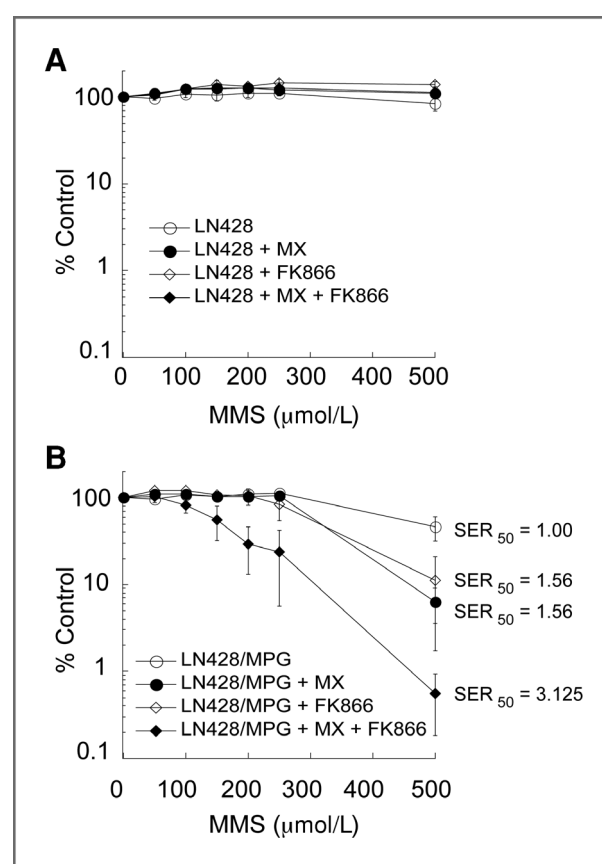 A
100
10
1
0.1
% Control
LN428
LN428 + MX
LN428 + FK866
LN428 + MX + FK866
0 100 200 300 400 500
MMS (μmol/L)
B
100
10
1
0.1
% Control
SER 50 = 1.00
SER 50 = 1.56
SER 50 = 1.56
SER 50 = 3.125
LN428/MPG
LN428/MPG + MX
LN428/MPG + FK866
LN428/MPG + MX + FK866
0 100 200 300 400 500
MMS (μmol/L)